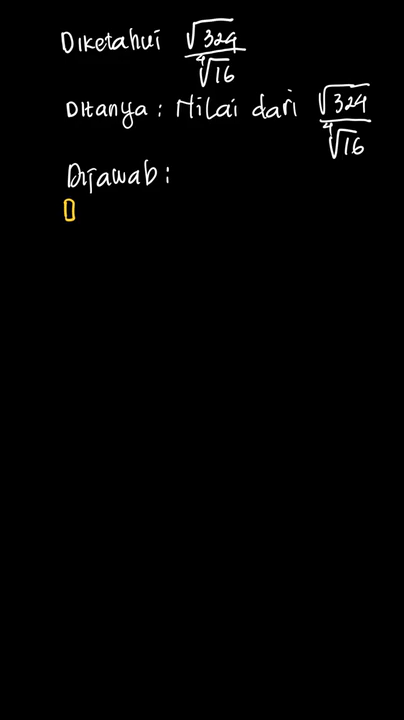 Diketahui √324/⁴√16
Ditanya : Nilai dari √324/⁴√16
Dijawab :